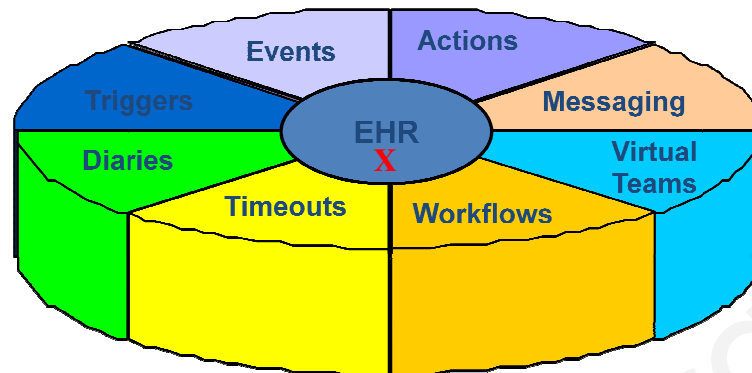 Events
Actions
Triggers
Messaging
EHR
X
Diaries
Virtual
Teams
Timeouts
Workflows